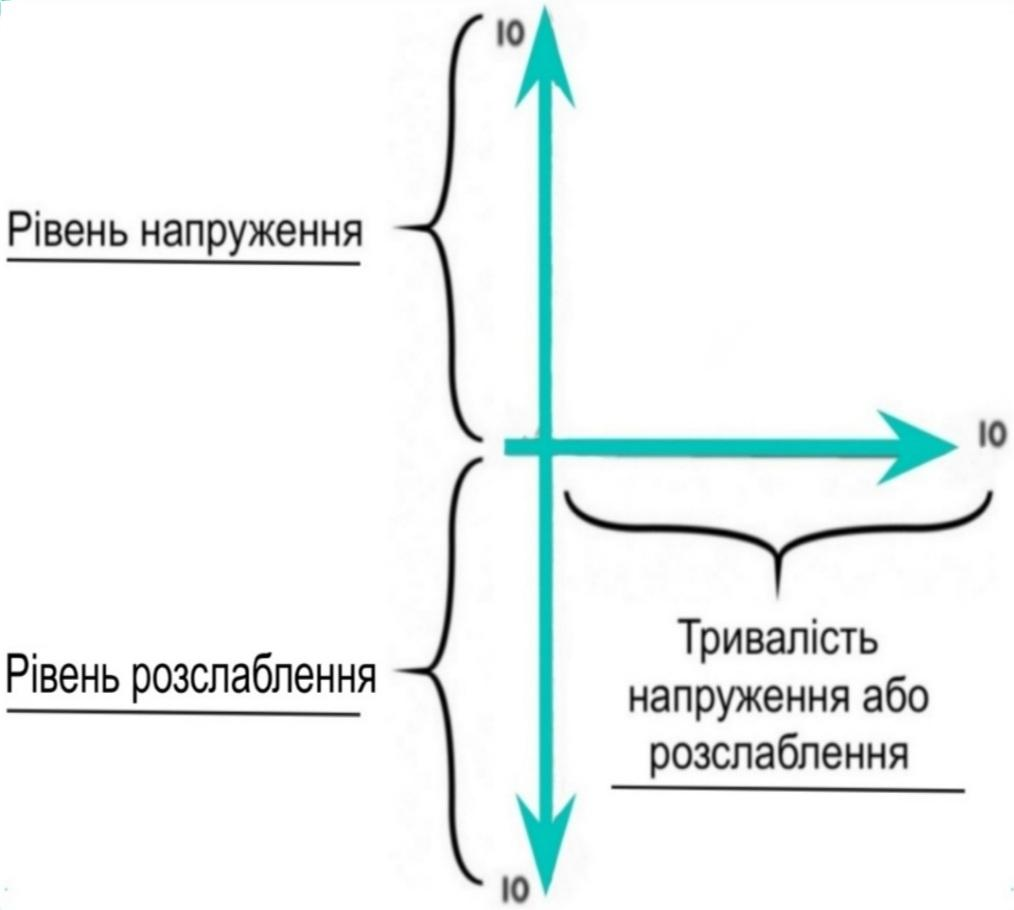 10
Рівень напруження
10
Рівень розслаблення
Тривалість
напруження або
розслаблення
10